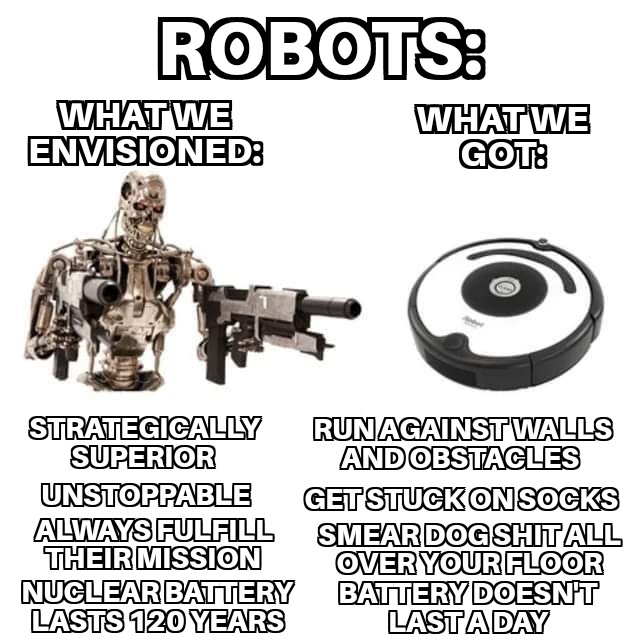 ROBOTS:
WHAT WE
ENVISIONED:
WHAT WE
GOT:
STRATEGICALLY
SUPERIOR
UNSTOPPABLE
ALWAYS FULFILL
THEIR MISSION
NUCLEAR BATTERY
LASTS 120 YEARS
RUN AGAINST WALLS
AND OBSTACLES
GET STUCK ON SOCKS
SMEAR DOG SHIT ALL
OVER YOUR FLOOR
BATTERY DOESN'T
LAST A DAY